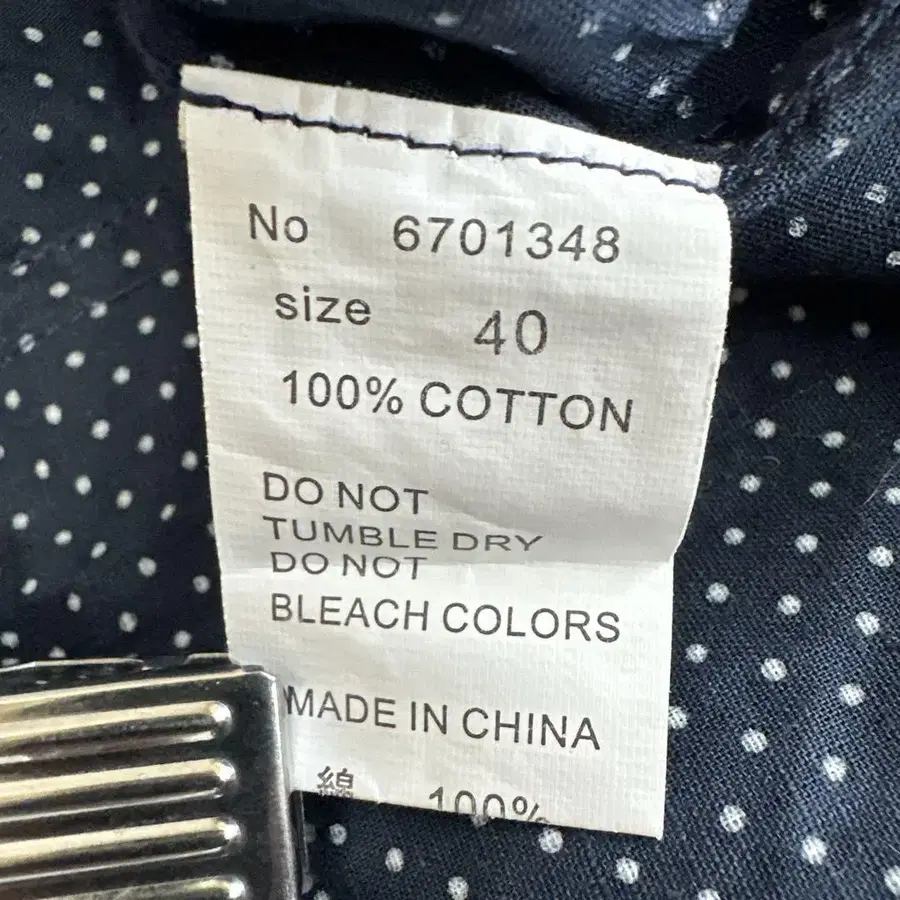 No 6701348
size 40
100% COTTON
DO NOT
TUMBLE DRY
DO NOT
BLEACH COLORS
MADE IN CHINA
綿 100%